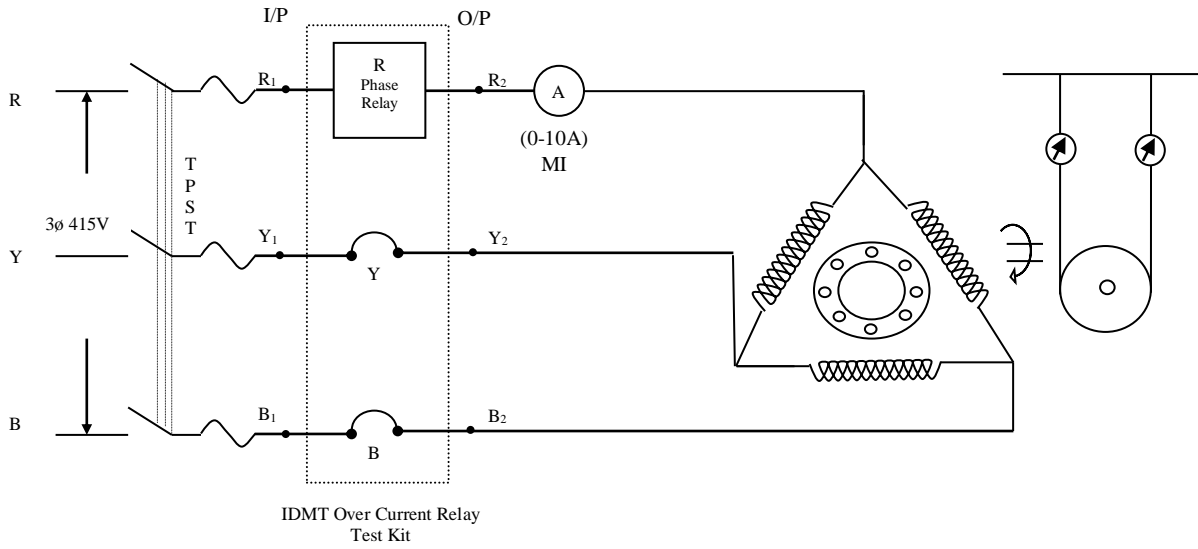 I/P
O/P
R
R1
R
Phase
Relay
R2
A
(0-10A)
MI
T
P
S
T
3ø 415V
Y
Y1
Y
Y2
B
B1
B
B2
IDMT Over Current Relay
Test Kit